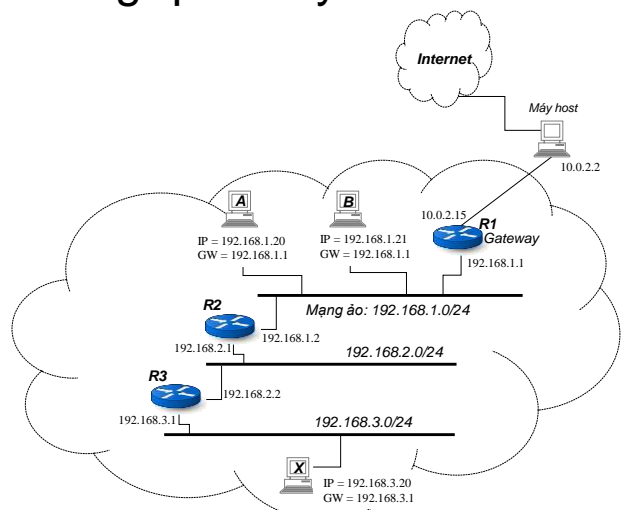 Internet
Máy host
10.0.2.2
A
B
10.0.2.15
R1
Gateway
IP = 192.168.1.20
GW = 192.168.1.1
IP = 192.168.1.21
GW = 192.168.1.1
192.168.1.1
Mạng ảo: 192.168.1.0/24
R2
192.168.1.2
192.168.2.1
192.168.2.0/24
R3
192.168.2.2
192.168.3.1
192.168.3.0/24
X
IP = 192.168.3.20
GW = 192.168.3.1